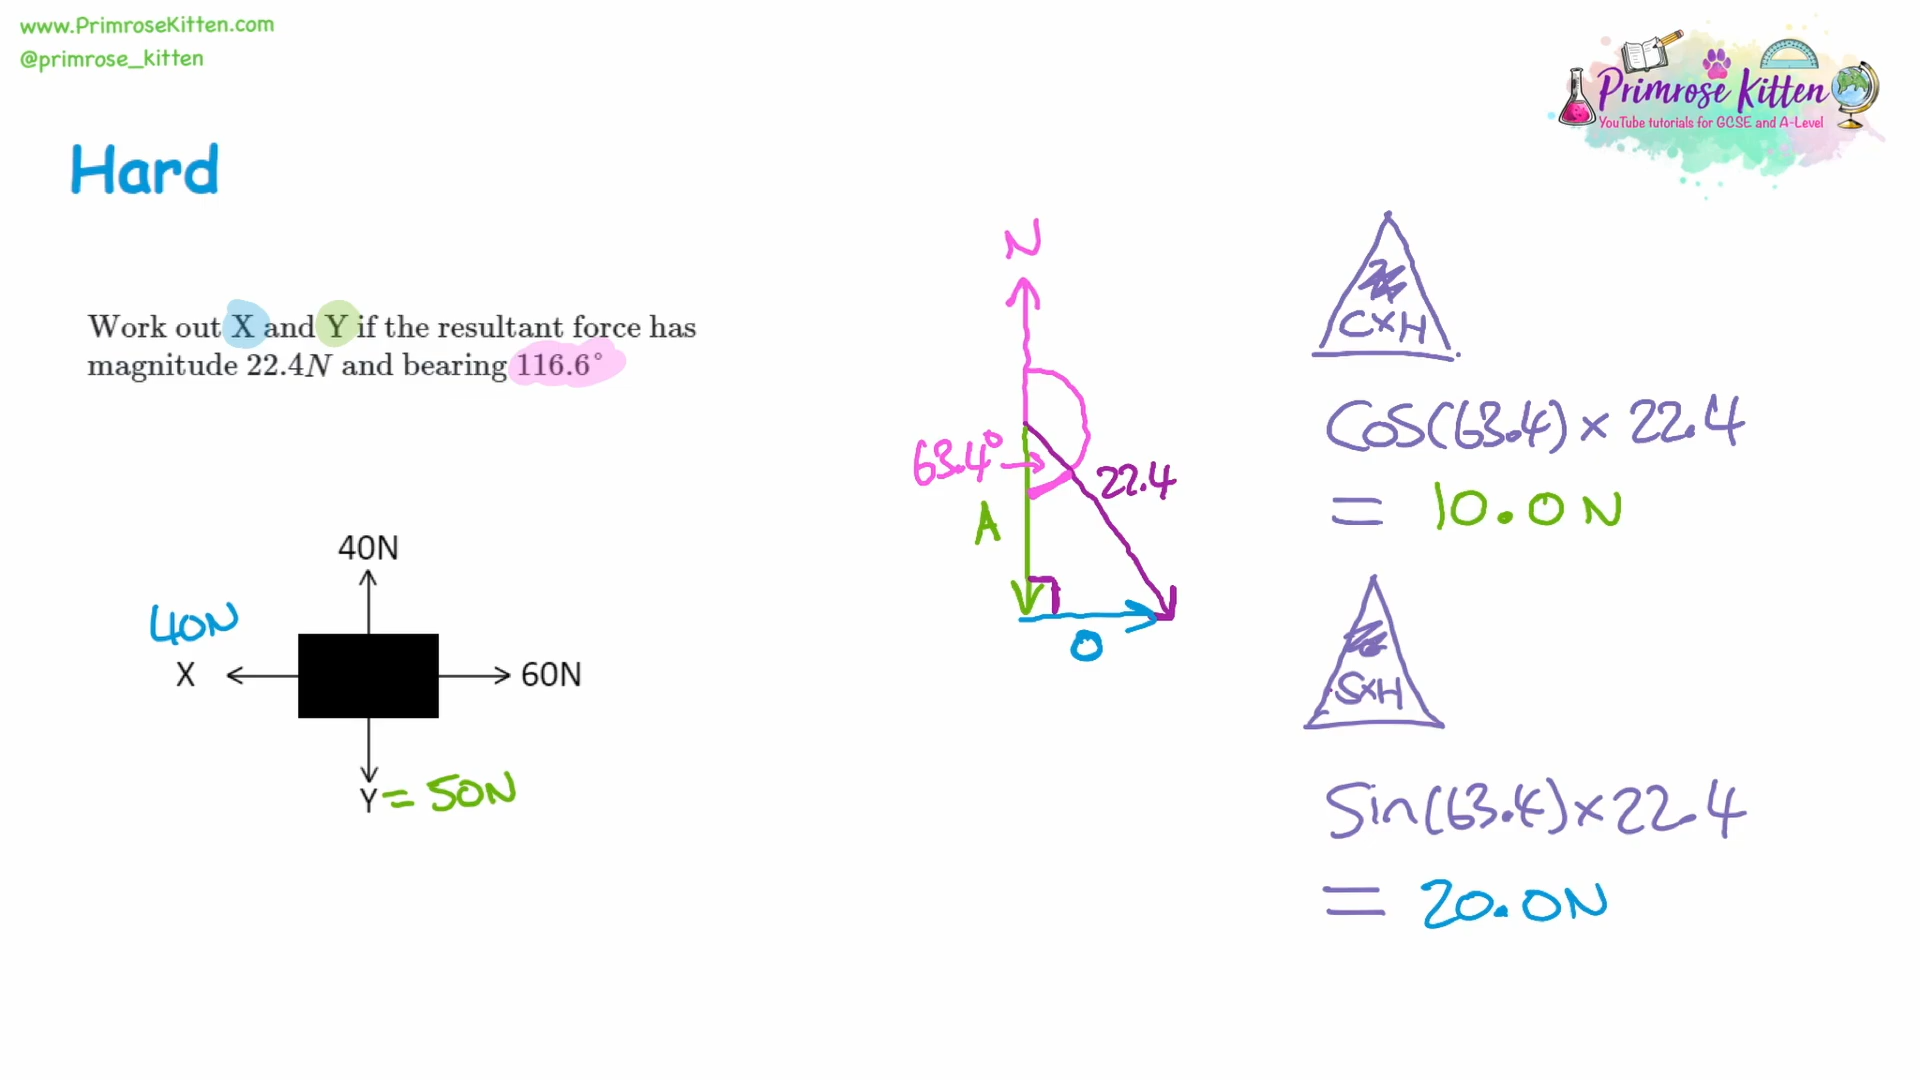 www.PrimroseKitten.com
@primrose_kitten
Primrose Kitten
YouTube tutorials for GCSE and A-Level
Hard
Work out X and Y if the resultant force has
magnitude 22.4N and bearing 116.6°
40N
40N
X
60N
Y = 50N
N
63.4°
22.4
A
O
C×H
Cos(63.4) × 22.4
= 10.0N
S×H
Sin(63.4) × 22.4
= 20.0N